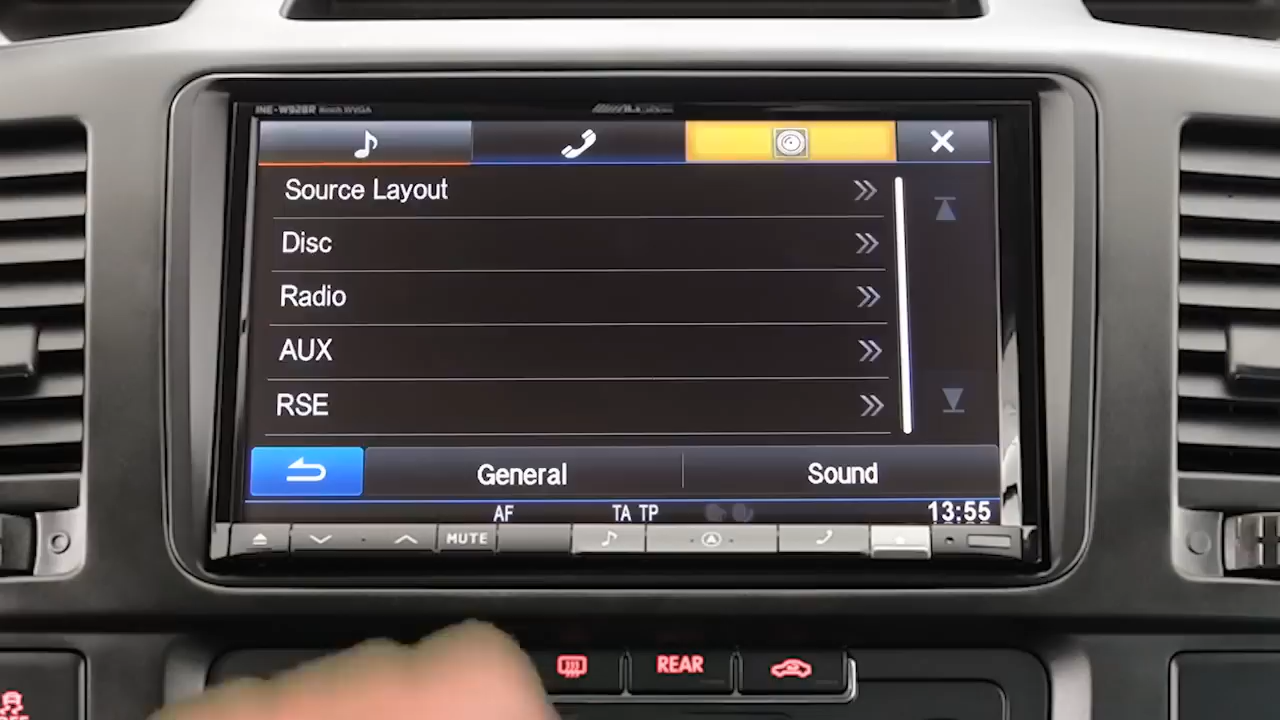 INE-W928R
Source Layout
Disc
Radio
AUX
RSE
General Sound
AF TA TP 13:55
MUTE
REAR